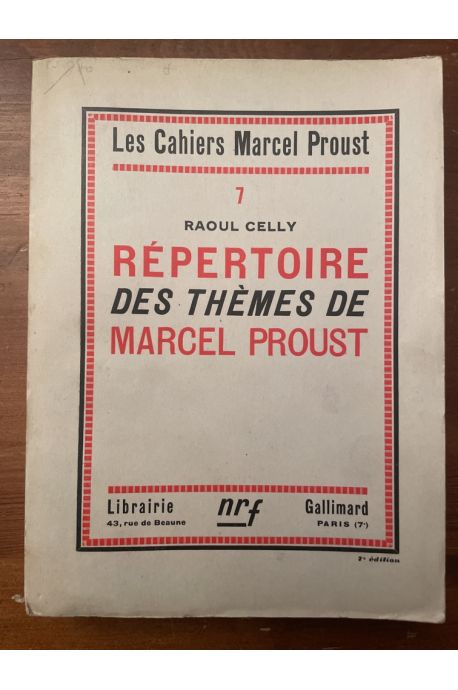 Les Cahiers Marcel Proust
7
RAOUL CELLY
RÉPERTOIRE
DES THÈMES DE
MARCEL PROUST
Librairie nrf Gallimard
43, rue de Beaune PARIS (7e)
7e édition